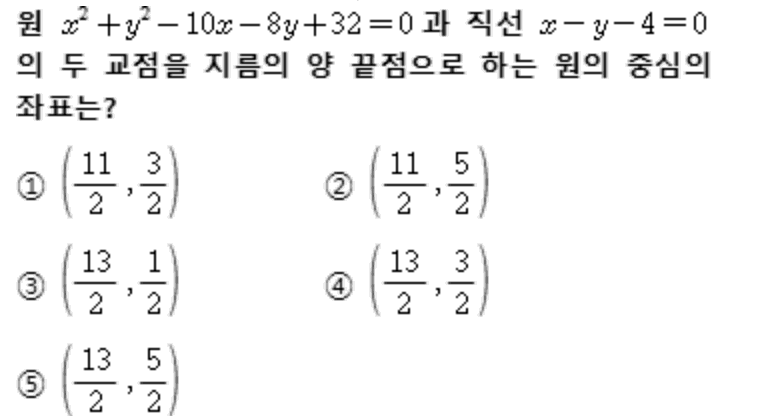 원 x² + y² − 10x − 8y + 32 = 0 과 직선 x − y − 4 = 0
의 두 교점을 지름의 양 끝점으로 하는 원의 중심의
좌표는?
① (11/2, 3/2) ② (11/2, 5/2)
③ (13/2, 1/2) ④ (13/2, 3/2)
⑤ (13/2, 5/2)